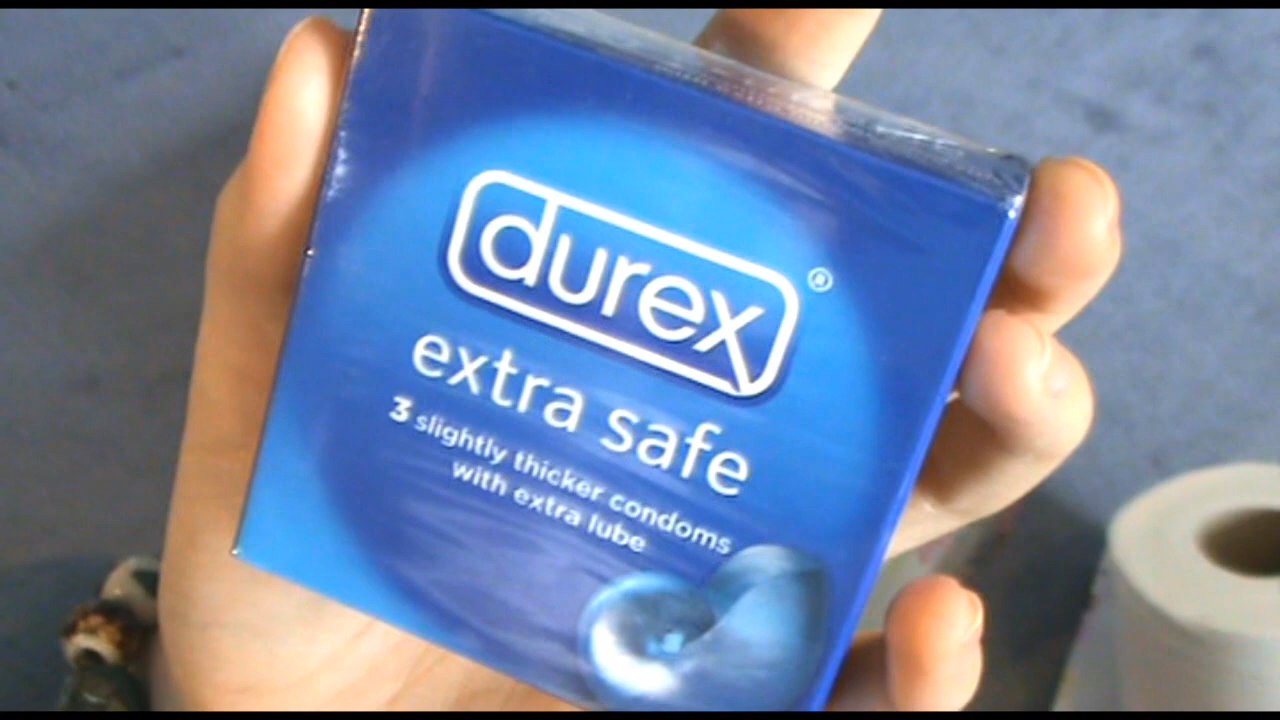 durex®
extra safe
3 slightly thicker condoms
with extra lube